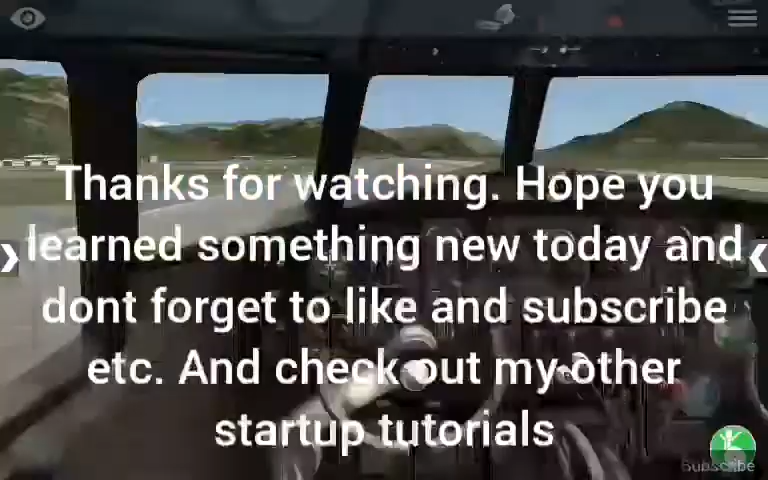 Thanks for watching. Hope you
learned something new today and
dont forget to like and subscribe
etc. And check out my other
startup tutorials
Subscribe